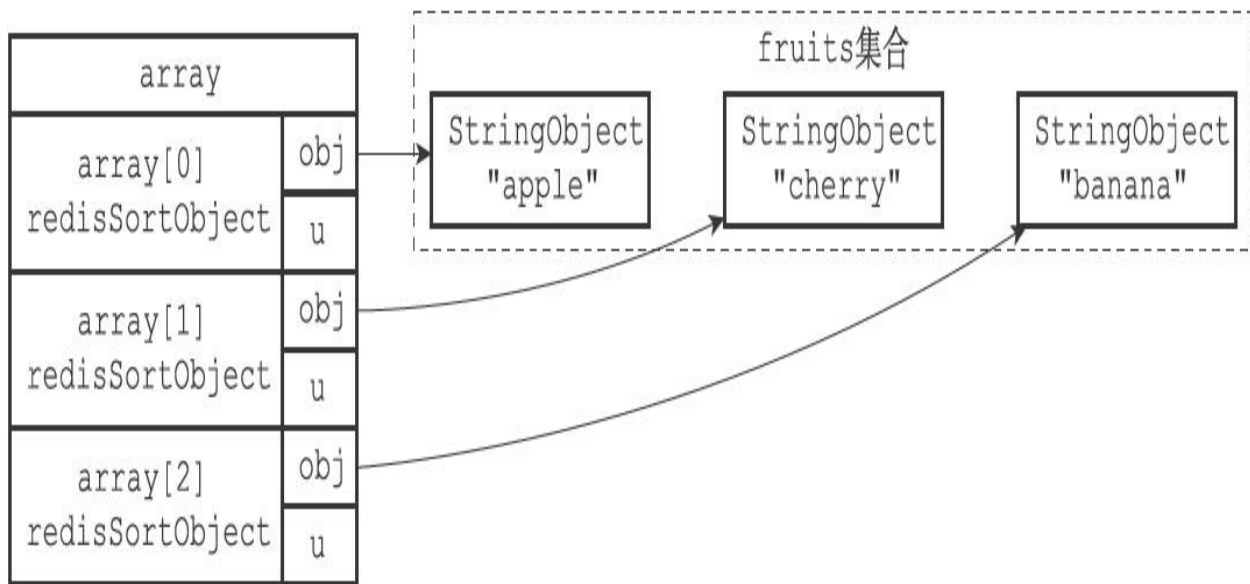 array
array[0]
redisSortObject
obj
u
array[1]
redisSortObject
obj
u
array[2]
redisSortObject
obj
u
fruits集合
StringObject
"apple"
StringObject
"cherry"
StringObject
"banana"